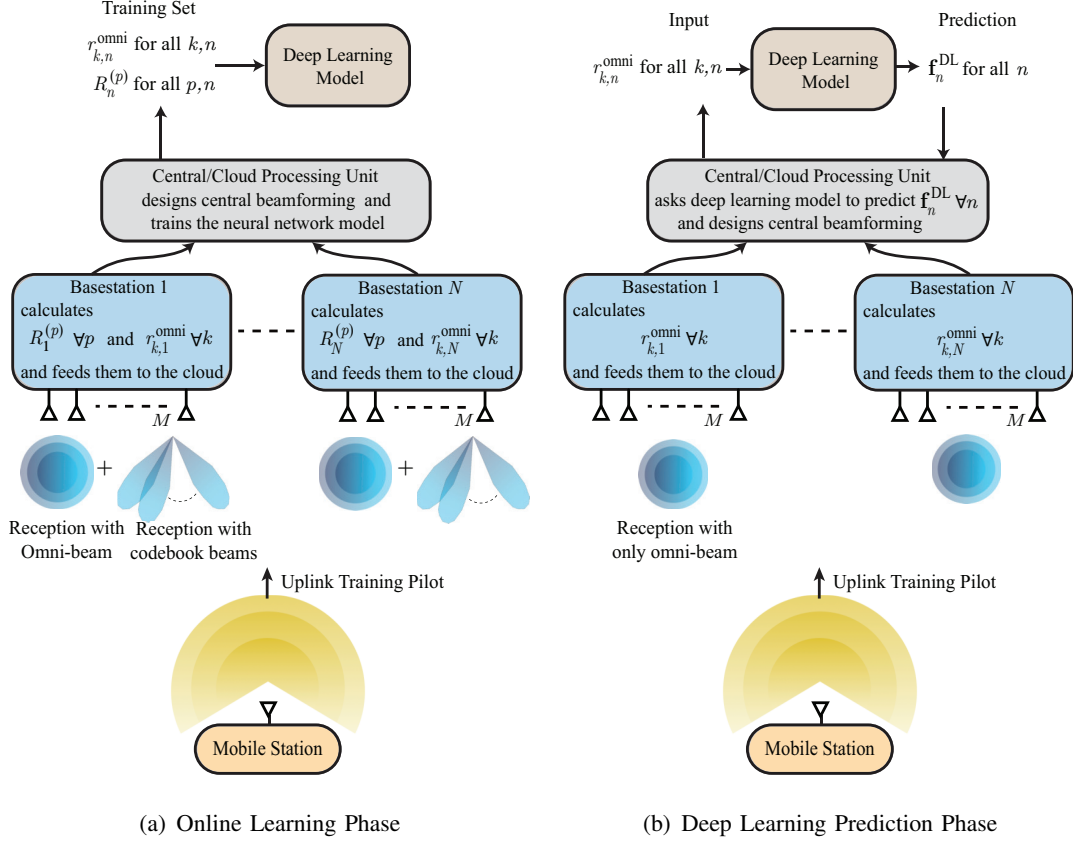 Training Set
r_{k,n}^{omni} for all k,n
R_n^{(p)} for all p,n
Deep Learning
Model
Central/Cloud Processing Unit
designs central beamforming and
trains the neural network model
Basestation 1
calculates
R_1^{(p)} ∀p and r_{k,1}^{omni} ∀k
and feeds them to the cloud
Basestation N
calculates
R_N^{(p)} ∀p and r_{k,N}^{omni} ∀k
and feeds them to the cloud
M
M
+
+
Reception with
Omni-beam
Reception with
codebook beams
Uplink Training Pilot
Mobile Station
(a) Online Learning Phase
Input
r_{k,n}^{omni} for all k,n
Deep Learning
Model
Prediction
f_n^{DL} for all n
Central/Cloud Processing Unit
asks deep learning model to predict f_n^{DL} ∀n
and designs central beamforming
Basestation 1
calculates
r_{k,1}^{omni} ∀k
and feeds them to the cloud
Basestation N
calculates
r_{k,N}^{omni} ∀k
and feeds them to the cloud
M
M
Reception with
only omni-beam
Uplink Training Pilot
Mobile Station
(b) Deep Learning Prediction Phase